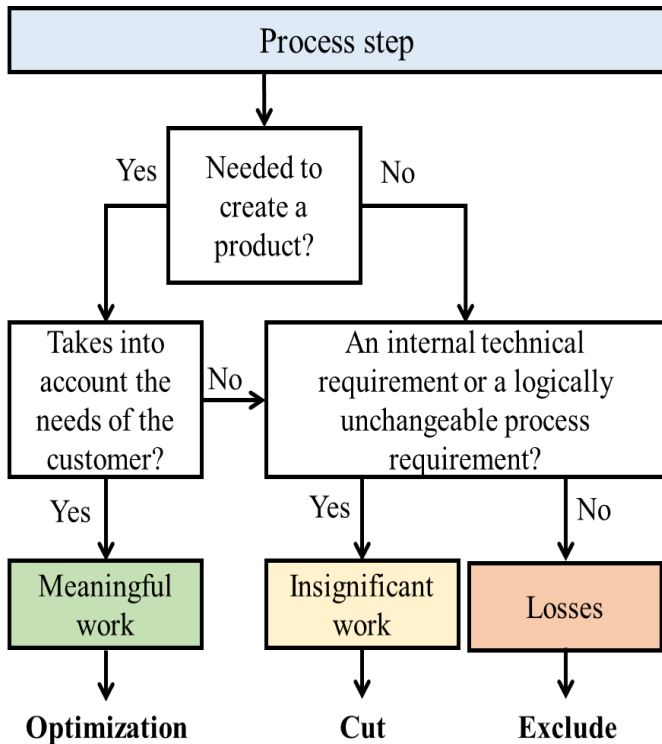 Process step
Yes
Needed to
create a
product?
No
Takes into
account the
needs of the
customer?
No
An internal technical
requirement or a logically
unchangeable process
requirement?
Yes
Yes
No
Meaningful
work
Insignificant
work
Losses
Optimization
Cut
Exclude